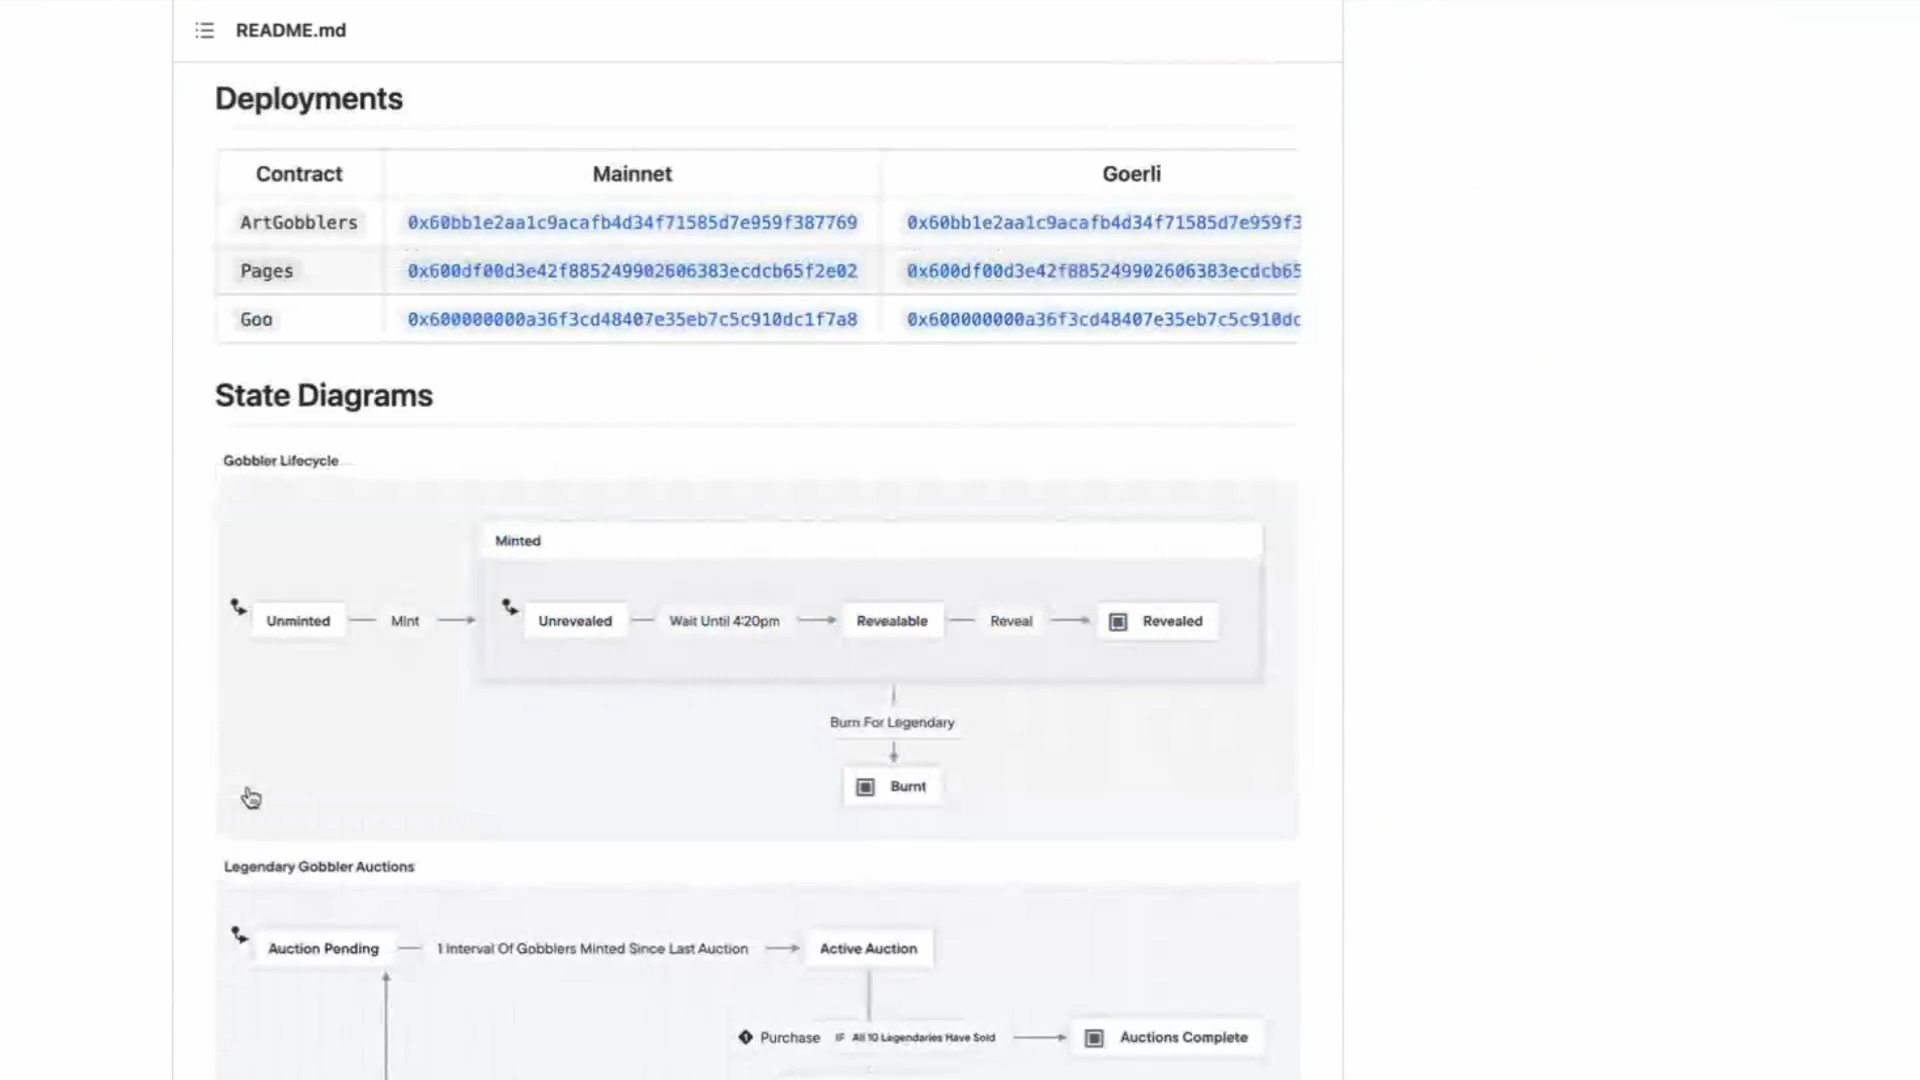 README.md
Deployments
Contract Mainnet Goerli
ArtGobblers 0x60bb1e2aa1c9acafb4d34f71585d7e959f387769 0x60bb1e2aa1c9acafb4d34f71585d7e959f3
Pages 0x600df00d3e42f885249902606383ecdcb65f2e02 0x600df00d3e42f885249902606383ecdcb65
Goo 0x600000000a36f3cd48407e35eb7c5c910dc1f7a8 0x600000000a36f3cd48407e35eb7c5c910dc
State Diagrams
Gobbler Lifecycle
Minted
Unminted Mint Unrevealed Wait Until 4:20pm Revealable Reveal Revealed
Burn For Legendary
Burnt
Legendary Gobbler Auctions
Auction Pending 1 Interval Of Gobblers Minted Since Last Auction Active Auction
Purchase IF All 10 Legendaries Have Sold Auctions Complete